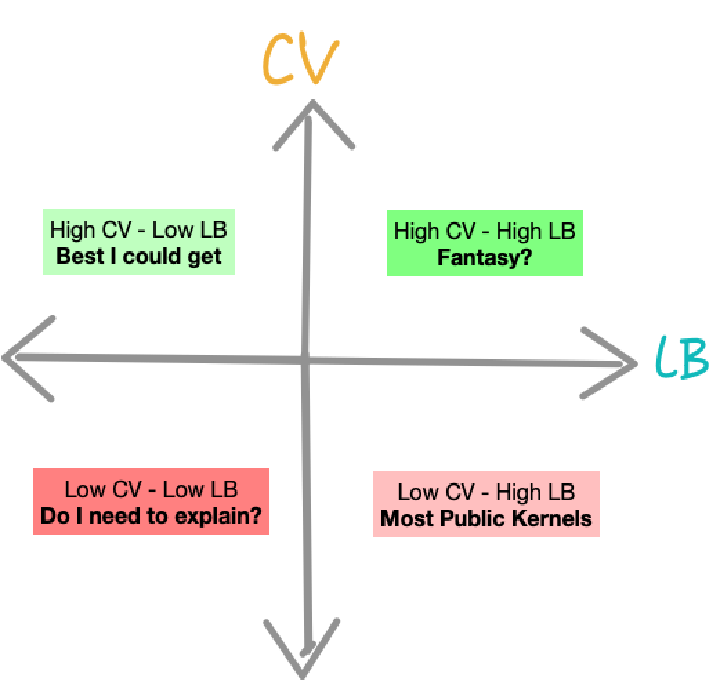 CV
High CV - Low LB
Best I could get
High CV - High LB
Fantasy?
LB
Low CV - Low LB
Do I need to explain?
Low CV - High LB
Most Public Kernels